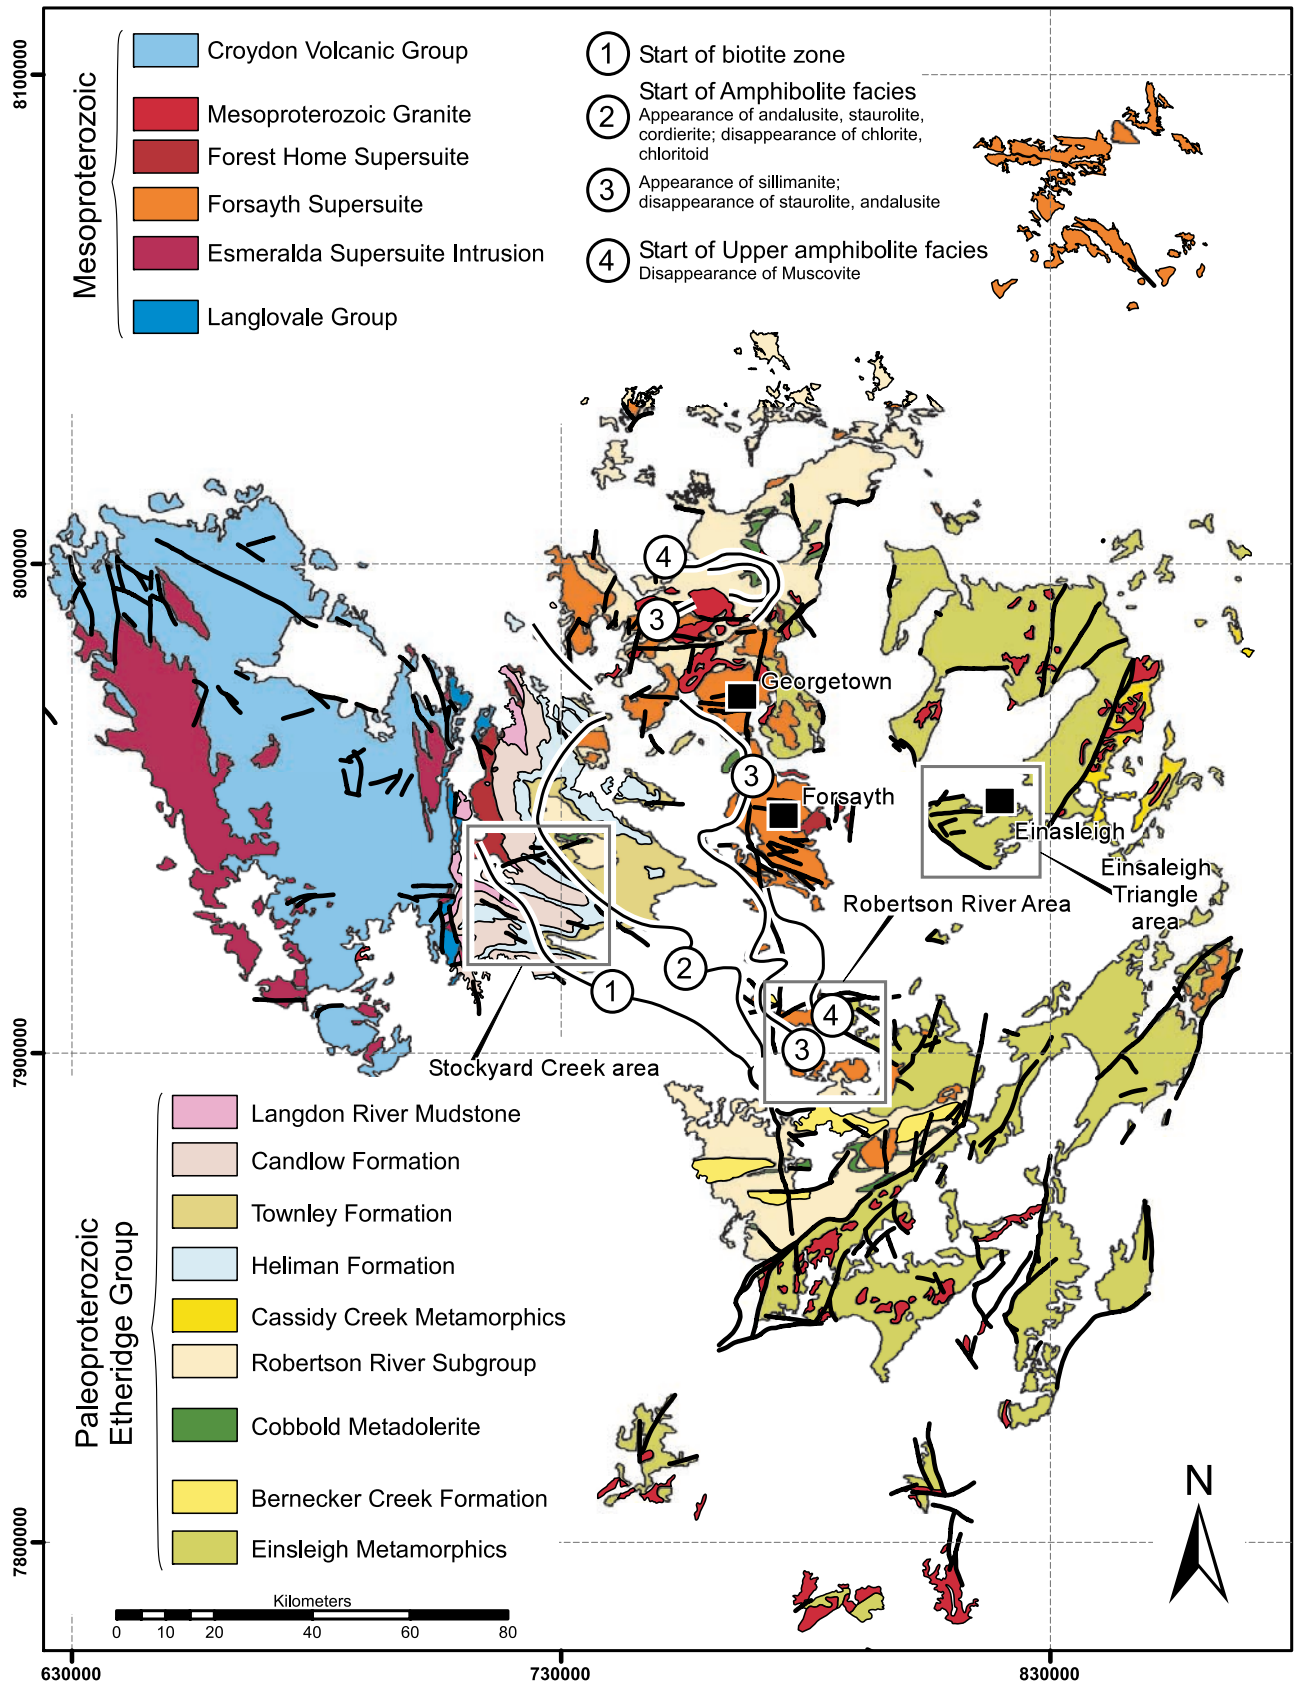 Mesoproterozoic
Croydon Volcanic Group
Mesoproterozoic Granite
Forest Home Supersuite
Forsayth Supersuite
Esmeralda Supersuite Intrusion
Langlovale Group
1 Start of biotite zone
2 Start of Amphibolite facies
Appearance of andalusite, staurolite,
cordierite; disappearance of chlorite,
chloritoid
3 Appearance of sillimanite;
disappearance of staurolite, andalusite
4 Start of Upper amphibolite facies
Disappearance of Muscovite
8100000
8000000
7900000
7800000
4
3
Georgetown
3
Forsayth
Einasleigh
Einsaleigh
Triangle
area
Robertson River Area
2
1
4
3
Stockyard Creek area
Paleoproterozoic
Etheridge Group
Langdon River Mudstone
Candlow Formation
Townley Formation
Heliman Formation
Cassidy Creek Metamorphics
Robertson River Subgroup
Cobbold Metadolerite
Bernecker Creek Formation
Einsleigh Metamorphics
N
Kilometers
0 10 20 40 60 80
630000 730000 830000